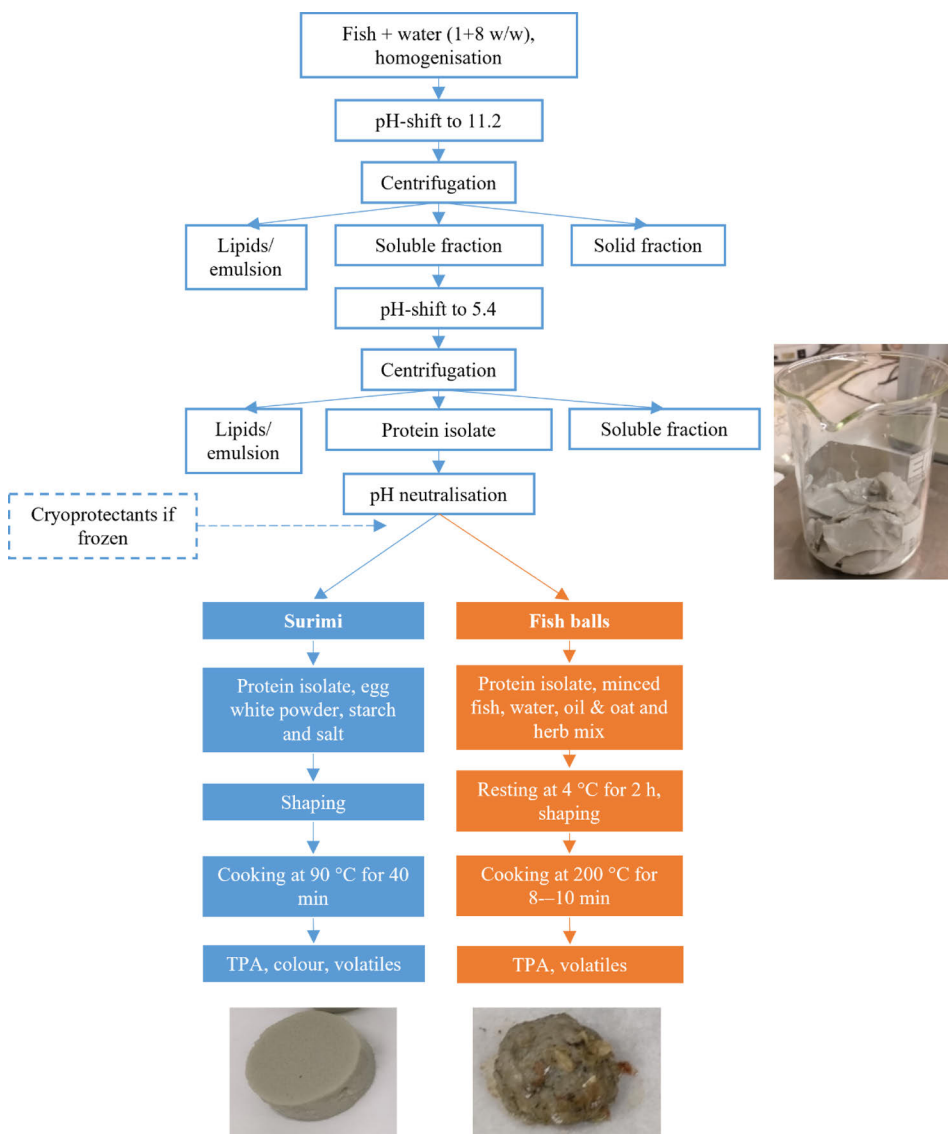 Fish + water (1+8 w/w),
homogenisation
pH-shift to 11.2
Centrifugation
Lipids/
emulsion
Soluble fraction
Solid fraction
pH-shift to 5.4
Centrifugation
Lipids/
emulsion
Protein isolate
Soluble fraction
pH neutralisation
Cryoprotectants if
frozen
Surimi
Protein isolate, egg
white powder, starch
and salt
Shaping
Cooking at 90 °C for 40
min
TPA, colour, volatiles
Fish balls
Protein isolate, minced
fish, water, oil & oat and
herb mix
Resting at 4 °C for 2 h,
shaping
Cooking at 200 °C for
8-–10 min
TPA, volatiles